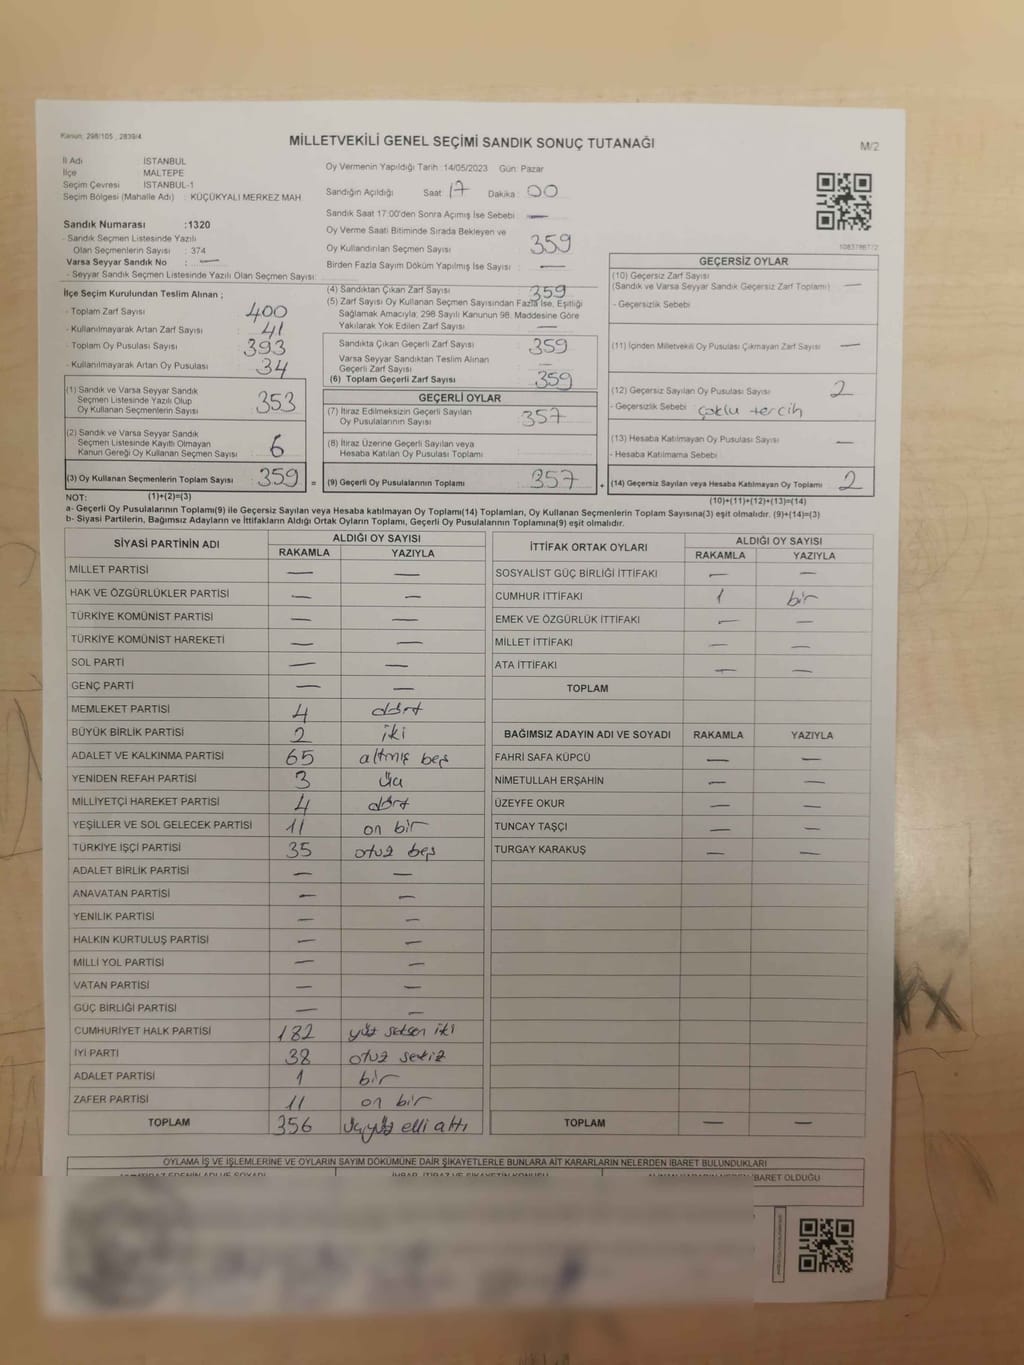 Kanun: 298/105, 2839/4
MİLLETVEKİLİ GENEL SEÇİMİ SANDIK SONUÇ TUTANAĞI
M/2
İl Adı İSTANBUL
İlçe MALTEPE
Seçim Çevresi İSTANBUL-1
Seçim Bölgesi (Mahalle Adı) : KÜÇÜKYALI MERKEZ MAH.
Sandık Numarası :1320
- Sandık Seçmen Listesinde Yazılı
Olan Seçmenlerin Sayısı : 374
Varsa Seyyar Sandık No : —
- Seyyar Sandık Seçmen Listesinde Yazılı Olan Seçmen Sayısı:
Oy Vermenin Yapıldığı Tarih :14/05/2023 Gün: Pazar
Sandığın Açıldığı Saat: 17 Dakika: 00
Sandık Saat 17:00'den Sonra Açımış İse Sebebi : —
Oy Verme Saati Bitiminde Sırada Bekleyen ve
Oy Kullandırılan Seçmen Sayısı 359
Birden Fazla Sayım Döküm Yapılmış İse Sayısı : —
İlçe Seçim Kurulundan Teslim Alınan ;
- Toplam Zarf Sayısı : 400
- Kullanılmayarak Artan Zarf Sayısı : 41
- Toplam Oy Pusulası Sayısı : 393
- Kullanılmayarak Artan Oy Pusulası : 34
(1) Sandık ve Varsa Seyyar Sandık
Seçmen Listesinde Yazılı Olup
Oy Kullanan Seçmenlerin Sayısı : 353
(2) Sandık ve Varsa Seyyar Sandık
Seçmen Listesinde Kayıtlı Olmayan
Kanun Gereği Oy Kullanan Seçmen Sayısı : 6
(3) Oy Kullanan Seçmenlerin Toplam Sayısı : 359
(4) Sandıktan Çıkan Zarf Sayısı : 359
(5) Zarf Sayısı Oy Kullanan Seçmen Sayısından Fazla İse, Eşitliği
Sağlamak Amacıyla; 298 Sayılı Kanunun 98. Maddesine Göre
Yakılarak Yok Edilen Zarf Sayısı : —
Sandıkta Çıkan Geçerli Zarf Sayısı : 359
Varsa Seyyar Sandıktan Teslim Alınan
Geçerli Zarf Sayısı : —
(6) Toplam Geçerli Zarf Sayısı : 359
GEÇERLİ OYLAR
(7) İtiraz Edilmeksizin Geçerli Sayılan
Oy Pusulalarının Sayısı : 357
(8) İtiraz Üzerine Geçerli Sayılan veya
Hesaba Katılan Oy Pusulası Toplamı :
= (9) Geçerli Oy Pusulalarının Toplamı : 357
1083786772
GEÇERSİZ OYLAR
(10) Geçersiz Zarf Sayısı
(Sandık ve Varsa Seyyar Sandık Geçersiz Zarf Toplamı) : —
- Geçersizlik Sebebi
(11) İçinden Milletvekili Oy Pusulası Çıkmayan Zarf Sayısı : —
(12) Geçersiz Sayılan Oy Pusulası Sayısı : 2
- Geçersizlik Sebebi : çoklu tercih
(13) Hesaba Katılmayan Oy Pusulası Sayısı : —
- Hesaba Katılmama Sebebi :
+ (14) Geçersiz Sayılan veya Hesaba Katılmayan Oy Toplamı : 2
NOT: (1)+(2)=(3) (10)+(11)+(12)+(13)=(14)
a- Geçerli Oy Pusulalarının Toplamı(9) ile Geçersiz Sayılan veya Hesaba katılmayan Oy Toplamı(14) Toplamları, Oy Kullanan Seçmenlerin Toplam Sayısına(3) eşit olmalıdır. (9)+(14)=(3)
b- Siyasi Partilerin, Bağımsız Adayların ve İttifakların Aldığı Ortak Oyların Toplamı, Geçerli Oy Pusulalarının Toplamına(9) eşit olmalıdır.
SİYASİ PARTİNİN ADI ALDIĞI OY SAYISI
RAKAMLA YAZIYLA
MİLLET PARTİSİ — —
HAK VE ÖZGÜRLÜKLER PARTİSİ — —
TÜRKİYE KOMÜNİST PARTİSİ — —
TÜRKİYE KOMÜNİST HAREKETİ — —
SOL PARTİ — —
GENÇ PARTİ — —
MEMLEKET PARTİSİ 4 dört
BÜYÜK BİRLİK PARTİSİ 2 iki
ADALET VE KALKINMA PARTİSİ 65 altmış beş
YENİDEN REFAH PARTİSİ 3 üç
MİLLİYETÇİ HAREKET PARTİSİ 4 dört
YEŞİLLER VE SOL GELECEK PARTİSİ 11 on bir
TÜRKİYE İŞÇİ PARTİSİ 35 otuz beş
ADALET BİRLİK PARTİSİ — —
ANAVATAN PARTİSİ — —
YENİLİK PARTİSİ — —
HALKIN KURTULUŞ PARTİSİ — —
MİLLİ YOL PARTİSİ — —
VATAN PARTİSİ — —
GÜÇ BİRLİĞİ PARTİSİ — —
CUMHURİYET HALK PARTİSİ 182 yüz seksen iki
İYİ PARTİ 38 otuz sekiz
ADALET PARTİSİ 1 bir
ZAFER PARTİSİ 11 on bir
TOPLAM 356 üçyüz elli altı
İTTİFAK ORTAK OYLARI ALDIĞI OY SAYISI
RAKAMLA YAZIYLA
SOSYALİST GÜÇ BİRLİĞİ İTTİFAKI — —
CUMHUR İTTİFAKI 1 bir
EMEK VE ÖZGÜRLÜK İTTİFAKI — —
MİLLET İTTİFAKI — —
ATA İTTİFAKI — —
TOPLAM
BAĞIMSIZ ADAYIN ADI VE SOYADI RAKAMLA YAZIYLA
FAHRİ SAFA KÜPCÜ — —
NİMETULLAH ERŞAHİN — —
ÜZEYFE OKUR — —
TUNCAY TAŞÇI — —
TURGAY KARAKUŞ — —
TOPLAM — —
OYLAMA İŞ VE İŞLEMLERİNE VE OYLARIN SAYIM DÖKÜMÜNE DAİR ŞİKAYETLERLE BUNLARA AİT KARARLARIN NELERDEN İBARET BULUNDUKLARI
İBARET OLDUĞU